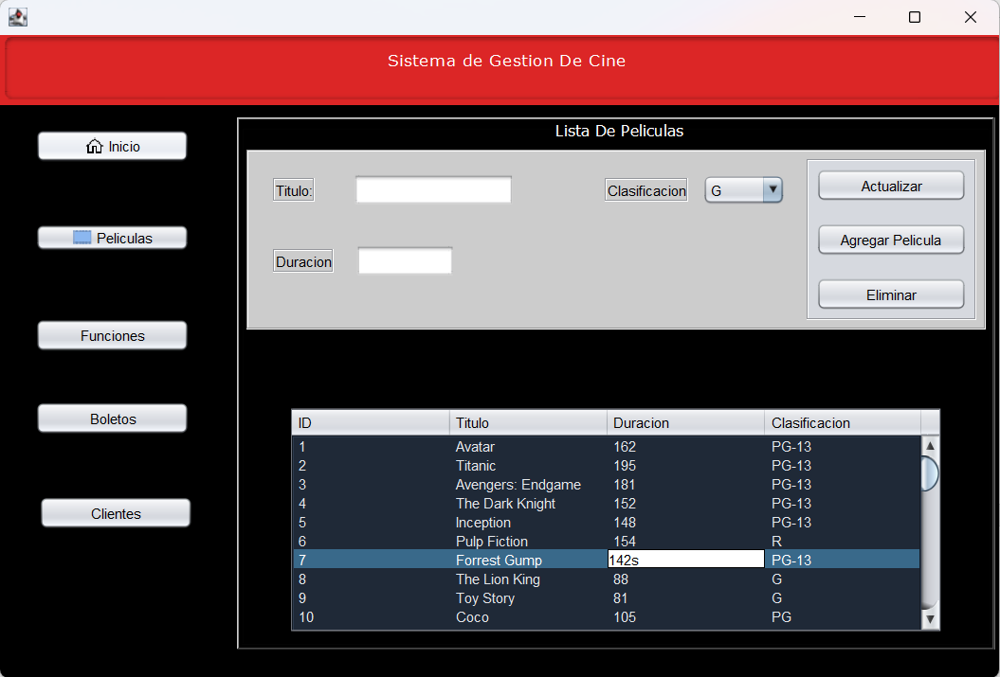 Sistema de Gestion De Cine
Inicio
Peliculas
Funciones
Boletos
Clientes
Lista De Peliculas
Titulo:
Clasificacion G
Duracion
Actualizar
Agregar Pelicula
Eliminar
ID Titulo Duracion Clasificacion
1 Avatar 162 PG-13
2 Titanic 195 PG-13
3 Avengers: Endgame 181 PG-13
4 The Dark Knight 152 PG-13
5 Inception 148 PG-13
6 Pulp Fiction 154 R
7 Forrest Gump 142s PG-13
8 The Lion King 88 G
9 Toy Story 81 G
10 Coco 105 PG